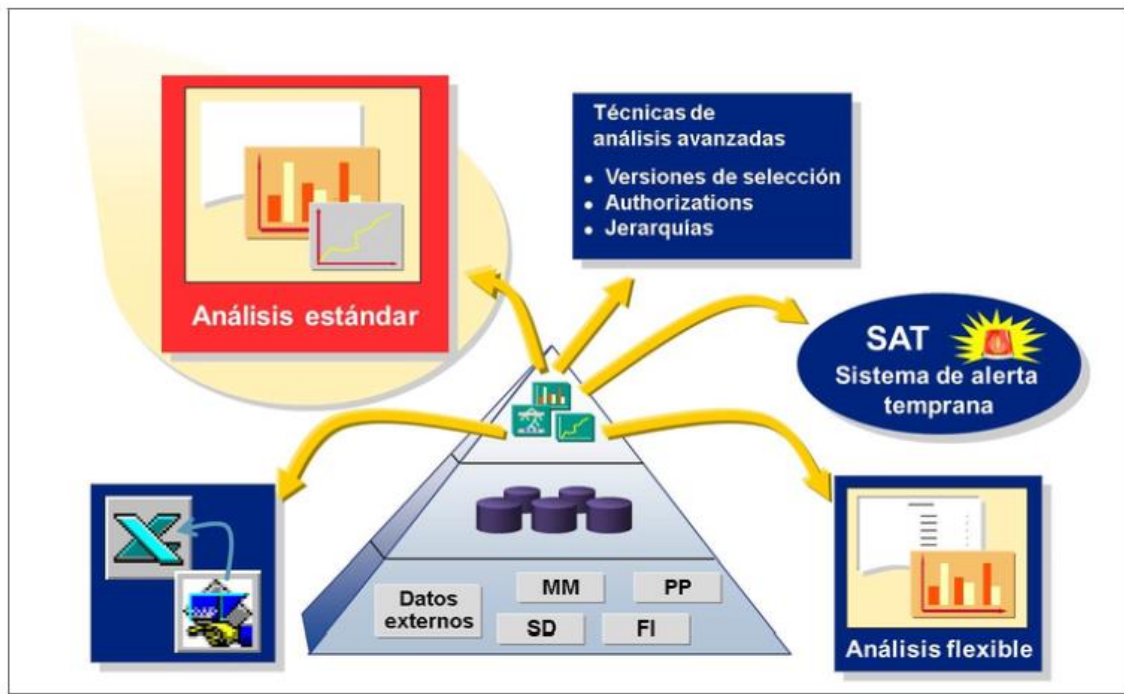 Técnicas de
análisis avanzadas
• Versiones de selección
• Authorizations
• Jerarquías
Análisis estándar
SAT
Sistema de alerta
temprana
Datos
externos
MM
PP
SD
FI
Análisis flexible